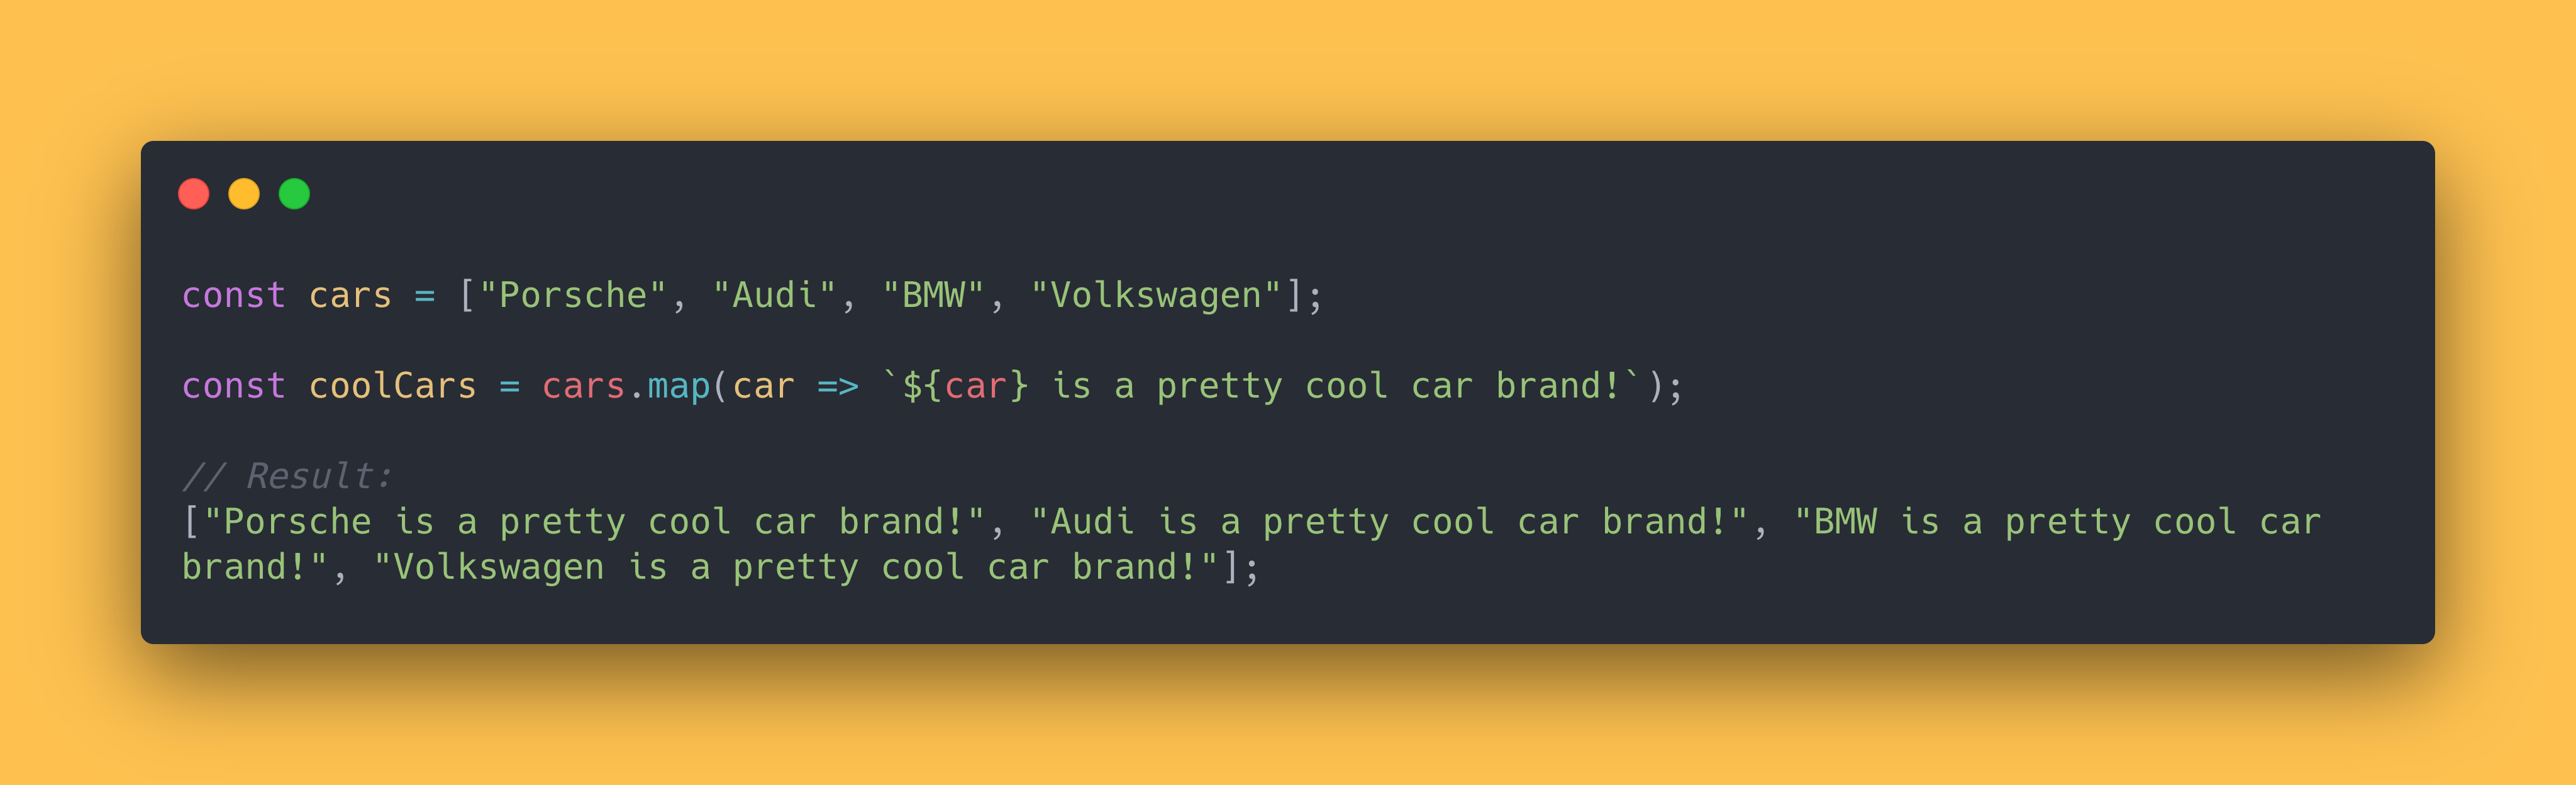 const cars = ["Porsche", "Audi", "BMW", "Volkswagen"];
const coolCars = cars.map(car => `${car} is a pretty cool car brand!`);
// Result:
["Porsche is a pretty cool car brand!", "Audi is a pretty cool car brand!", "BMW is a pretty cool car
brand!", "Volkswagen is a pretty cool car brand!"];